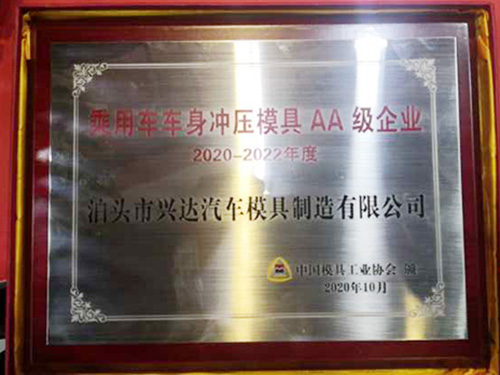 乘用车车身冲压模具 AA 级企业
2020-2022年度
泊头市兴达汽车模具制造有限公司
中国模具工业协会 颁
2020年10月